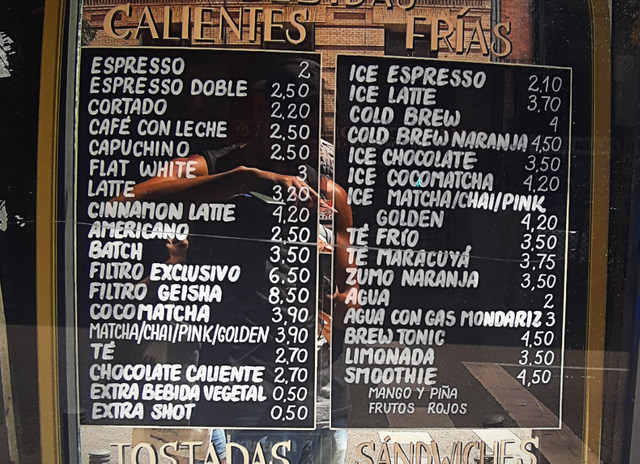 BEBIDAS
CALIENTES
FRÍAS
ESPRESSO 2
ESPRESSO DOBLE 2,50
CORTADO 2,20
CAFÉ CON LECHE 2,50
CAPUCHINO 2,50
FLAT WHITE 3
LATTE 3,20
CINNAMON LATTE 4,20
AMERICANO 2,50
BATCH 3,50
FILTRO EXCLUSIVO 6,50
FILTRO GEISHA 8,50
COCOMATCHA 3,90
MATCHA/CHAI/PINK/GOLDEN 3,90
TÉ 2,70
CHOCOLATE CALIENTE 2,70
EXTRA BEBIDA VEGETAL 0,50
EXTRA SHOT 0,50
ICE ESPRESSO 2,10
ICE LATTE 3,70
COLD BREW 4
COLD BREW NARANJA 4,50
ICE CHOCOLATE 3,50
ICE COCOMATCHA 4,20
ICE MATCHA/CHAI/PINK
GOLDEN 4,20
TÉ FRÍO 3,50
TÉ MARACUYÁ 3,75
ZUMO NARANJA 3,50
AGUA 2
AGUA CON GAS MONDARIZ 3
BREW TONIC 4,50
LIMONADA 3,50
SMOOTHIE 4,50
MANGO Y PIÑA
FRUTOS ROJOS
TOSTADAS
SÁNDWICHES